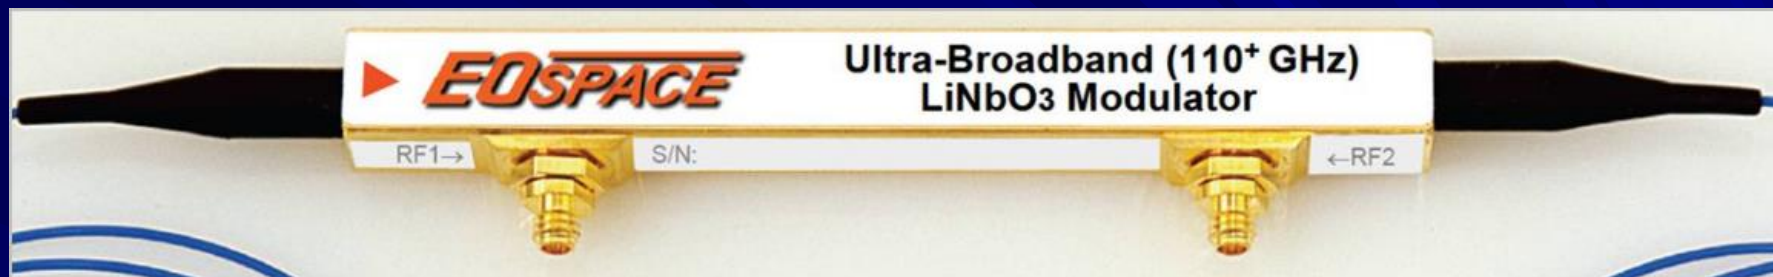 EOSPACE
Ultra-Broadband (110⁺ GHz)
LiNbO₃ Modulator
RF1→
S/N:
←RF2